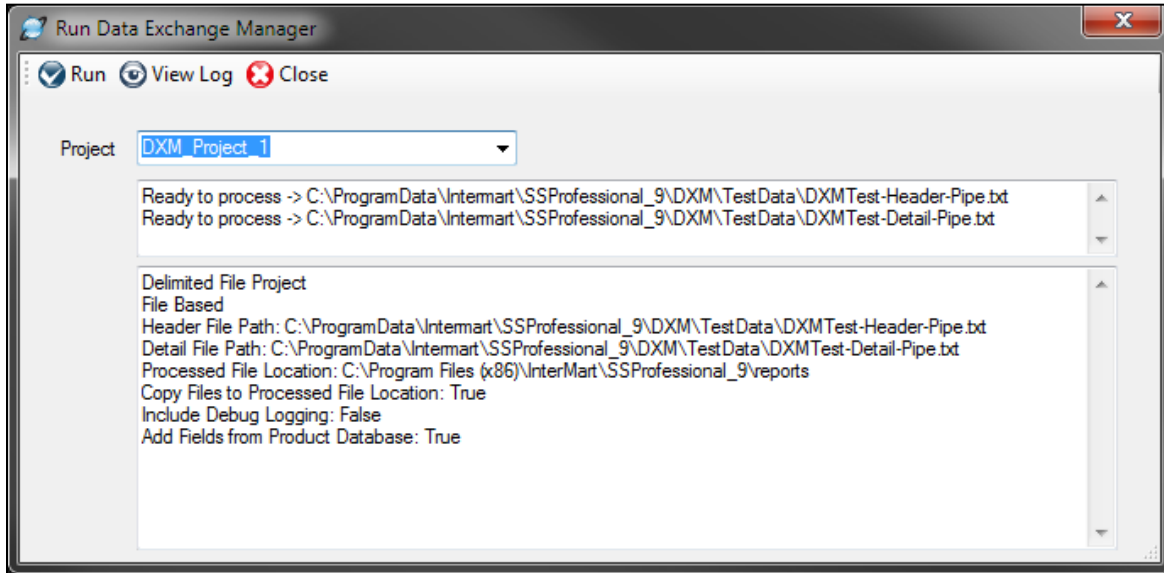 Run Data Exchange Manager
Run View Log Close
Project DXM_Project_1
Ready to process -> C:\ProgramData\Intermart\SSProfessional_9\DXM\TestData\DXMTest-Header-Pipe.txt
Ready to process -> C:\ProgramData\Intermart\SSProfessional_9\DXM\TestData\DXMTest-Detail-Pipe.txt
Delimited File Project
File Based
Header File Path: C:\ProgramData\Intermart\SSProfessional_9\DXM\TestData\DXMTest-Header-Pipe.txt
Detail File Path: C:\ProgramData\Intermart\SSProfessional_9\DXM\TestData\DXMTest-Detail-Pipe.txt
Processed File Location: C:\Program Files (x86)\InterMart\SSProfessional_9\reports
Copy Files to Processed File Location: True
Include Debug Logging: False
Add Fields from Product Database: True